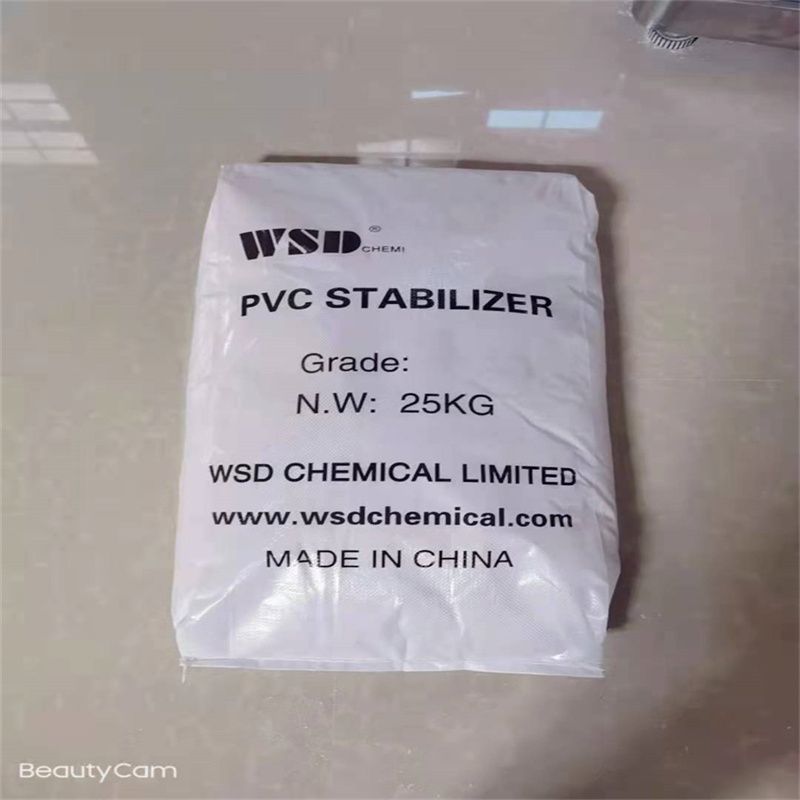 WSD® CHEMI
PVC STABILIZER
Grade:
N.W: 25KG
WSD CHEMICAL LIMITED
www.wsdchemical.com
MADE IN CHINA
BeautyCam